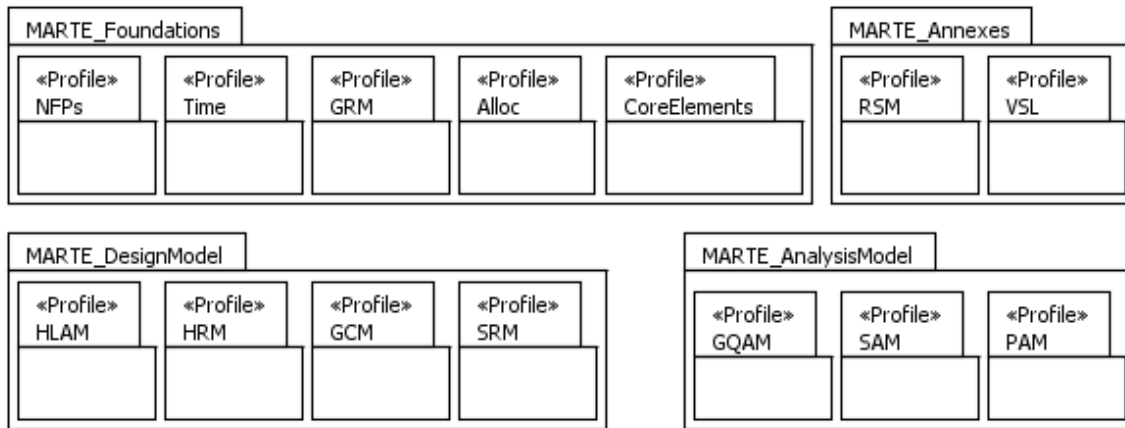 MARTE_Foundations
«Profile»
NFPs
«Profile»
Time
«Profile»
GRM
«Profile»
Alloc
«Profile»
CoreElements
MARTE_Annexes
«Profile»
RSM
«Profile»
VSL
MARTE_DesignModel
«Profile»
HLAM
«Profile»
HRM
«Profile»
GCM
«Profile»
SRM
MARTE_AnalysisModel
«Profile»
GQAM
«Profile»
SAM
«Profile»
PAM